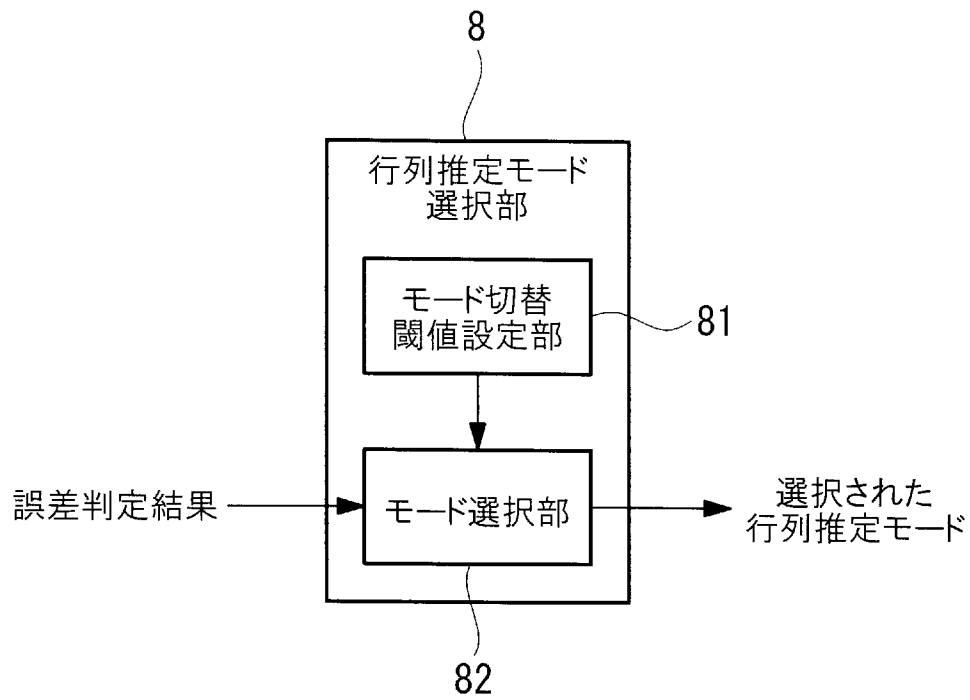 8
行列推定モード
選択部
モード切替
閾値設定部
81
誤差判定結果
モード選択部
選択された
行列推定モード
82